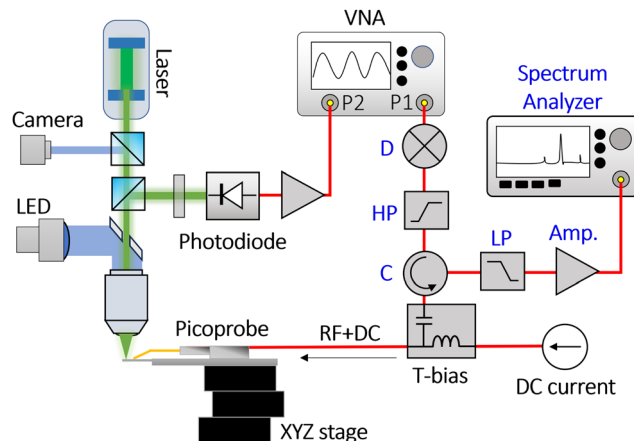 VNA
Laser
P2
P1
Spectrum
Analyzer
Camera
D
LED
HP
Photodiode
LP
Amp.
C
Picoprobe
RF+DC
T-bias
DC current
XYZ stage